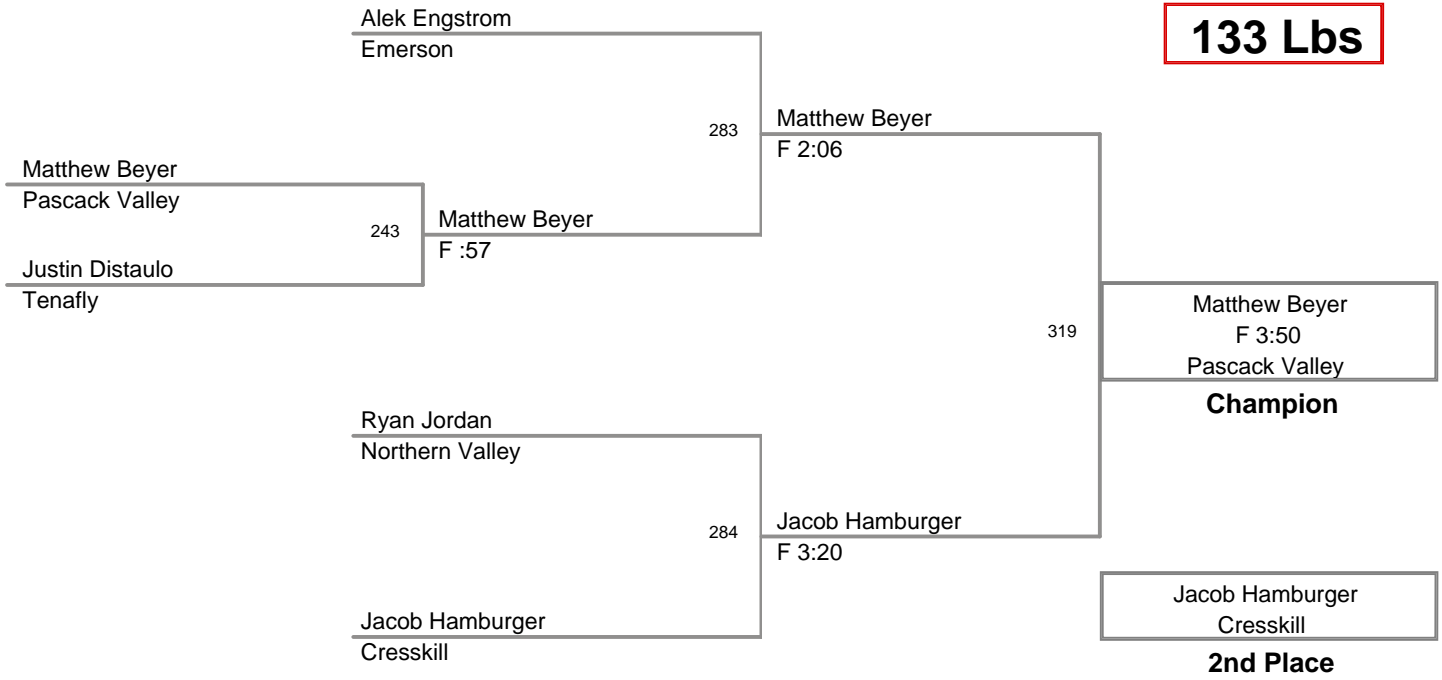 Alek Engstrom
Emerson
133 Lbs
283
Matthew Beyer
F 2:06
Matthew Beyer
Pascack Valley
243
Matthew Beyer
F :57
Justin Distaulo
Tenafly
319
Matthew Beyer
F 3:50
Pascack Valley
Champion
Ryan Jordan
Northern Valley
284
Jacob Hamburger
F 3:20
Jacob Hamburger
Cresskill
Jacob Hamburger
Cresskill
2nd Place